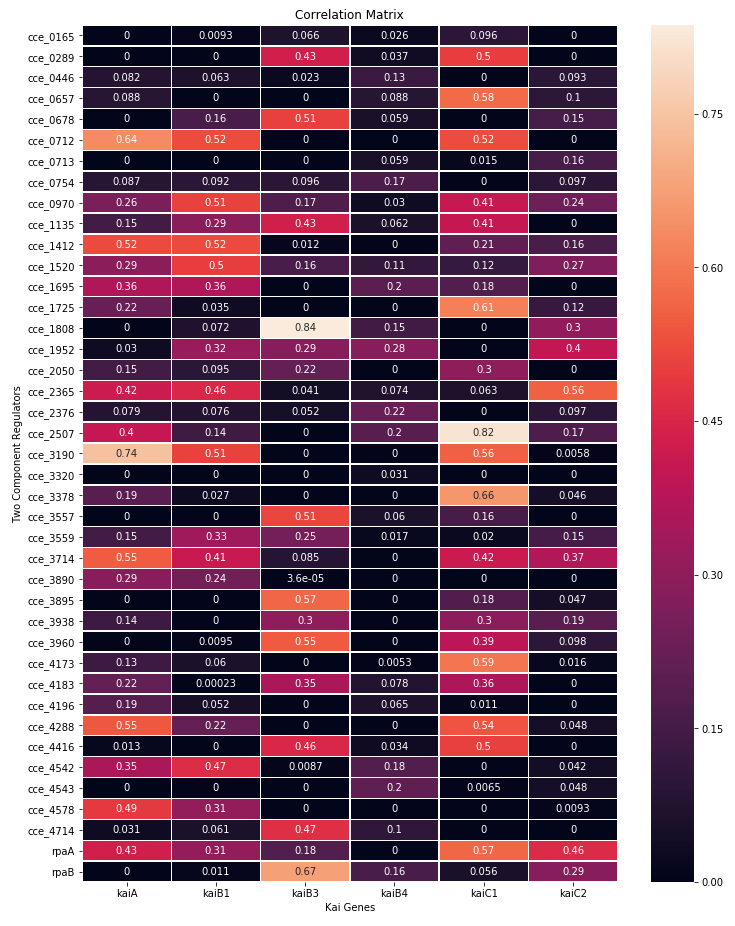 Correlation Matrix
cce_0165 0 0.0093 0.066 0.026 0.096 0
cce_0289 0 0 0.43 0.037 0.5 0
cce_0446 0.082 0.063 0.023 0.13 0 0.093
cce_0657 0.088 0 0 0.088 0.58 0.1
cce_0678 0 0.16 0.51 0.059 0 0.15
cce_0712 0.64 0.52 0 0 0.52 0
cce_0713 0 0 0 0.059 0.015 0.16
cce_0754 0.087 0.092 0.096 0.17 0 0.097
cce_0970 0.26 0.51 0.17 0.03 0.41 0.24
cce_1135 0.15 0.29 0.43 0.062 0.41 0
cce_1412 0.52 0.52 0.012 0 0.21 0.16
cce_1520 0.29 0.5 0.16 0.11 0.12 0.27
cce_1695 0.36 0.36 0 0.2 0.18 0
cce_1725 0.22 0.035 0 0 0.61 0.12
cce_1808 0 0.072 0.84 0.15 0 0.3
cce_1952 0.03 0.32 0.29 0.28 0 0.4
cce_2050 0.15 0.095 0.22 0 0.3 0
cce_2365 0.42 0.46 0.041 0.074 0.063 0.56
cce_2376 0.079 0.076 0.052 0.22 0 0.097
cce_2507 0.4 0.14 0 0.2 0.82 0.17
cce_3190 0.74 0.51 0 0 0.56 0.0058
cce_3320 0 0 0 0.031 0 0
cce_3378 0.19 0.027 0 0 0.66 0.046
cce_3557 0 0 0.51 0.06 0.16 0
cce_3559 0.15 0.33 0.25 0.017 0.02 0.15
cce_3714 0.55 0.41 0.085 0 0.42 0.37
cce_3890 0.29 0.24 3.6e-05 0 0 0
cce_3895 0 0 0.57 0 0.18 0.047
cce_3938 0.14 0 0.3 0 0.3 0.19
cce_3960 0 0.0095 0.55 0 0.39 0.098
cce_4173 0.13 0.06 0 0.0053 0.59 0.016
cce_4183 0.22 0.00023 0.35 0.078 0.36 0
cce_4196 0.19 0.052 0 0.065 0.011 0
cce_4288 0.55 0.22 0 0 0.54 0.048
cce_4416 0.013 0 0.46 0.034 0.5 0
cce_4542 0.35 0.47 0.0087 0.18 0 0.042
cce_4543 0 0 0 0.2 0.0065 0.048
cce_4578 0.49 0.31 0 0 0 0.0093
cce_4714 0.031 0.061 0.47 0.1 0 0
rpaA 0.43 0.31 0.18 0 0.57 0.46
rpaB 0 0.011 0.67 0.16 0.056 0.29
kaiA kaiB1 kaiB3 kaiB4 kaiC1 kaiC2
Kai Genes
Two Component Regulators
0.75
0.60
0.45
0.30
0.15
0.00